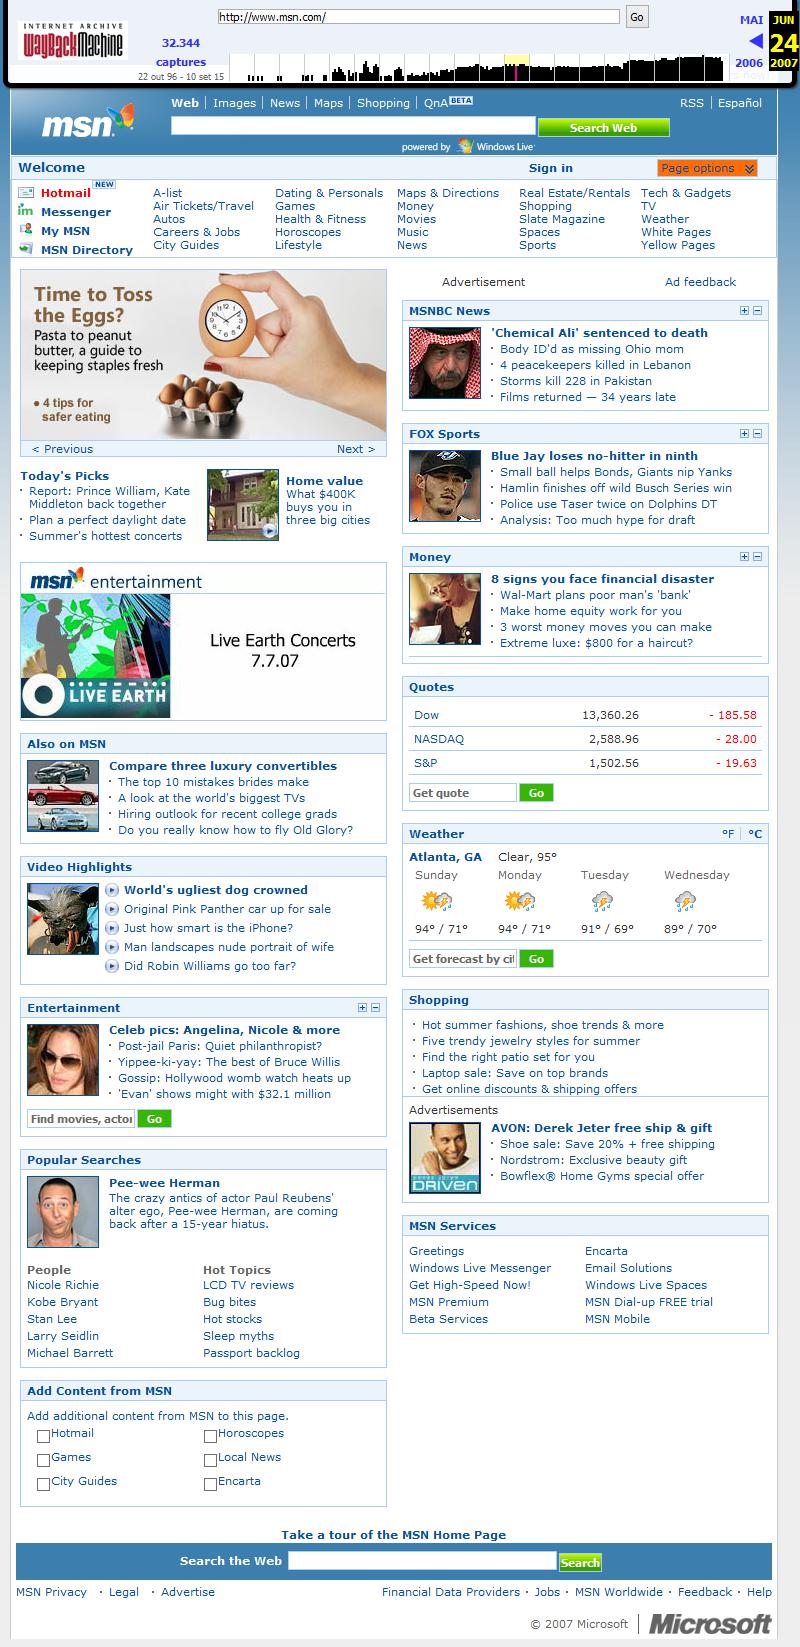 INTERNET ARCHIVE
WayBackMachine
http://www.msn.com/
Go
32.344
captures
22 out 96 - 10 set 15
MAI
JUN
24
2006
2007
msn
Web
Images
News
Maps
Shopping
QnA BETA
RSS
Español
Search Web
powered by Windows Live
Welcome
Sign in
Page options
Hotmail NEW
Messenger
My MSN
MSN Directory
A-list
Air Tickets/Travel
Autos
Careers & Jobs
City Guides
Dating & Personals
Games
Health & Fitness
Horoscopes
Lifestyle
Maps & Directions
Money
Movies
Music
News
Real Estate/Rentals
Shopping
Slate Magazine
Spaces
Sports
Tech & Gadgets
TV
Weather
White Pages
Yellow Pages
Time to Toss
the Eggs?
Pasta to peanut
butter, a guide to
keeping staples fresh
• 4 tips for
safer eating
< Previous
Next >
Today's Picks
Report: Prince William, Kate
Middleton back together
Plan a perfect daylight date
Summer's hottest concerts
Home value
What $400K
buys you in
three big cities
msn entertainment
LIVE EARTH
Live Earth Concerts
7.7.07
Also on MSN
Compare three luxury convertibles
The top 10 mistakes brides make
A look at the world's biggest TVs
Hiring outlook for recent college grads
Do you really know how to fly Old Glory?
Video Highlights
World's ugliest dog crowned
Original Pink Panther car up for sale
Just how smart is the iPhone?
Man landscapes nude portrait of wife
Did Robin Williams go too far?
Entertainment
Celeb pics: Angelina, Nicole & more
Post-jail Paris: Quiet philanthropist?
Yippee-ki-yay: The best of Bruce Willis
Gossip: Hollywood womb watch heats up
'Evan' shows might with $32.1 million
Find movies, actor
Go
Popular Searches
Pee-wee Herman
The crazy antics of actor Paul Reubens'
alter ego, Pee-wee Herman, are coming
back after a 15-year hiatus.
People
Nicole Richie
Kobe Bryant
Stan Lee
Larry Seidlin
Michael Barrett
Hot Topics
LCD TV reviews
Bug bites
Hot stocks
Sleep myths
Passport backlog
Add Content from MSN
Add additional content from MSN to this page.
Hotmail
Horoscopes
Games
Local News
City Guides
Encarta
Advertisement
Ad feedback
MSNBC News
'Chemical Ali' sentenced to death
Body ID'd as missing Ohio mom
4 peacekeepers killed in Lebanon
Storms kill 228 in Pakistan
Films returned — 34 years late
FOX Sports
Blue Jay loses no-hitter in ninth
Small ball helps Bonds, Giants nip Yanks
Hamlin finishes off wild Busch Series win
Police use Taser twice on Dolphins DT
Analysis: Too much hype for draft
Money
8 signs you face financial disaster
Wal-Mart plans poor man's 'bank'
Make home equity work for you
3 worst money moves you can make
Extreme luxe: $800 for a haircut?
Quotes
Dow 13,360.26 - 185.58
NASDAQ 2,588.96 - 28.00
S&P 1,502.56 - 19.63
Get quote
Go
Weather
°F
°C
Atlanta, GA Clear, 95°
Sunday Monday Tuesday Wednesday
94° / 71° 94° / 71° 91° / 69° 89° / 70°
Get forecast by cit
Go
Shopping
Hot summer fashions, shoe trends & more
Five trendy jewelry styles for summer
Find the right patio set for you
Laptop sale: Save on top brands
Get online discounts & shipping offers
Advertisements
AVON: Derek Jeter free ship & gift
Shoe sale: Save 20% + free shipping
Nordstrom: Exclusive beauty gift
Bowflex® Home Gyms special offer
DRIVEN
MSN Services
Greetings
Windows Live Messenger
Get High-Speed Now!
MSN Premium
Beta Services
Encarta
Email Solutions
Windows Live Spaces
MSN Dial-up FREE trial
MSN Mobile
Take a tour of the MSN Home Page
Search the Web
Search
MSN Privacy · Legal · Advertise
Financial Data Providers · Jobs · MSN Worldwide · Feedback · Help
© 2007 Microsoft
Microsoft